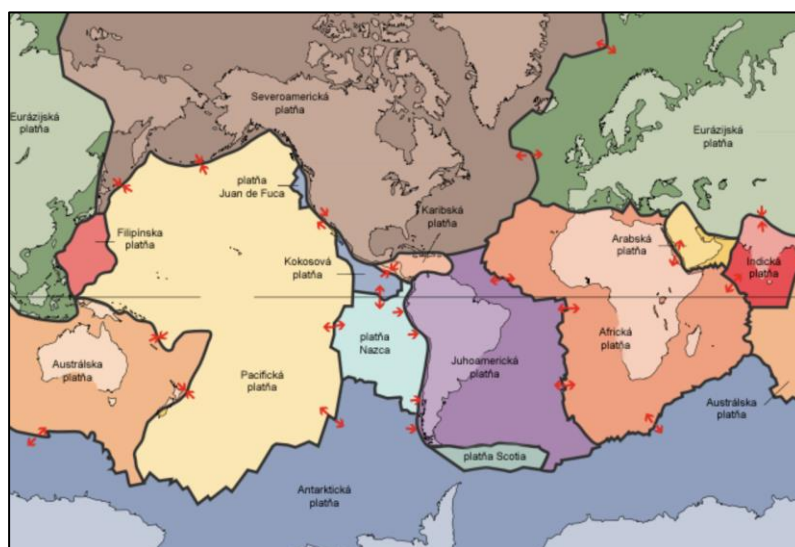 Severoamerická
platňa
Eurázijská
platňa
Eurázijská
platňa
platňa
Juan de Fuca
Karibská
platňa
Filipínska
platňa
Arabská
platňa
Kokosová
platňa
Indická
platňa
platňa
Nazca
Africká
platňa
Austrálska
platňa
Juhoamerická
platňa
Pacifická
platňa
Austrálska
platňa
platňa Scotia
Antarktická
platňa